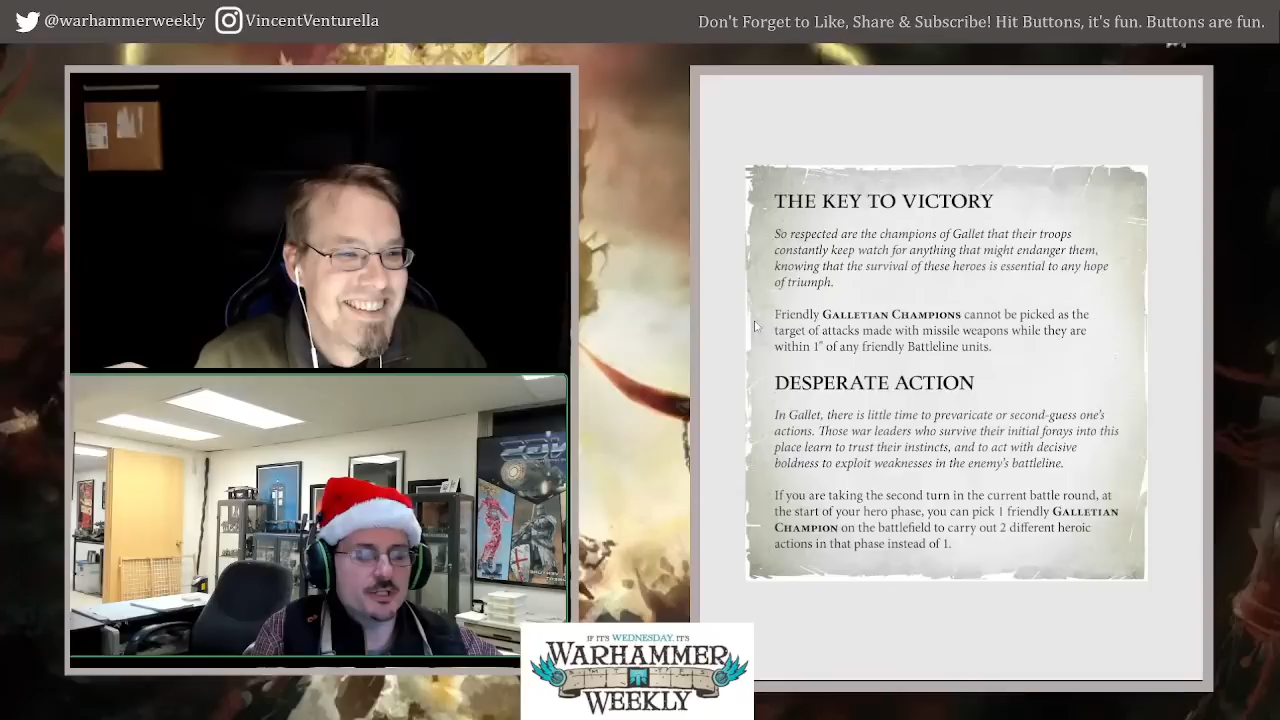 @warhammerweekly VincentVenturella
Don't Forget to Like, Share & Subscribe! Hit Buttons, it's fun. Buttons are fun.
THE KEY TO VICTORY
So respected are the champions of Gallet that their troops
constantly keep watch for anything that might endanger them,
knowing that the survival of these heroes is essential to any hope
of triumph.
Friendly GALLETIAN CHAMPIONS cannot be picked as the
target of attacks made with missile weapons while they are
within 1" of any friendly Battleline units.
DESPERATE ACTION
In Gallet, there is little time to prevaricate or second-guess one's
actions. Those war leaders who survive their initial forays into this
place learn to trust their instincts, and to act with decisive
boldness to exploit weaknesses in the enemy's battleline.
If you are taking the second turn in the current battle round, at
the start of your hero phase, you can pick 1 friendly GALLETIAN
CHAMPION on the battlefield to carry out 2 different heroic
actions in that phase instead of 1.
IF IT'S WEDNESDAY, IT'S
WARHAMMER
WEEKLY